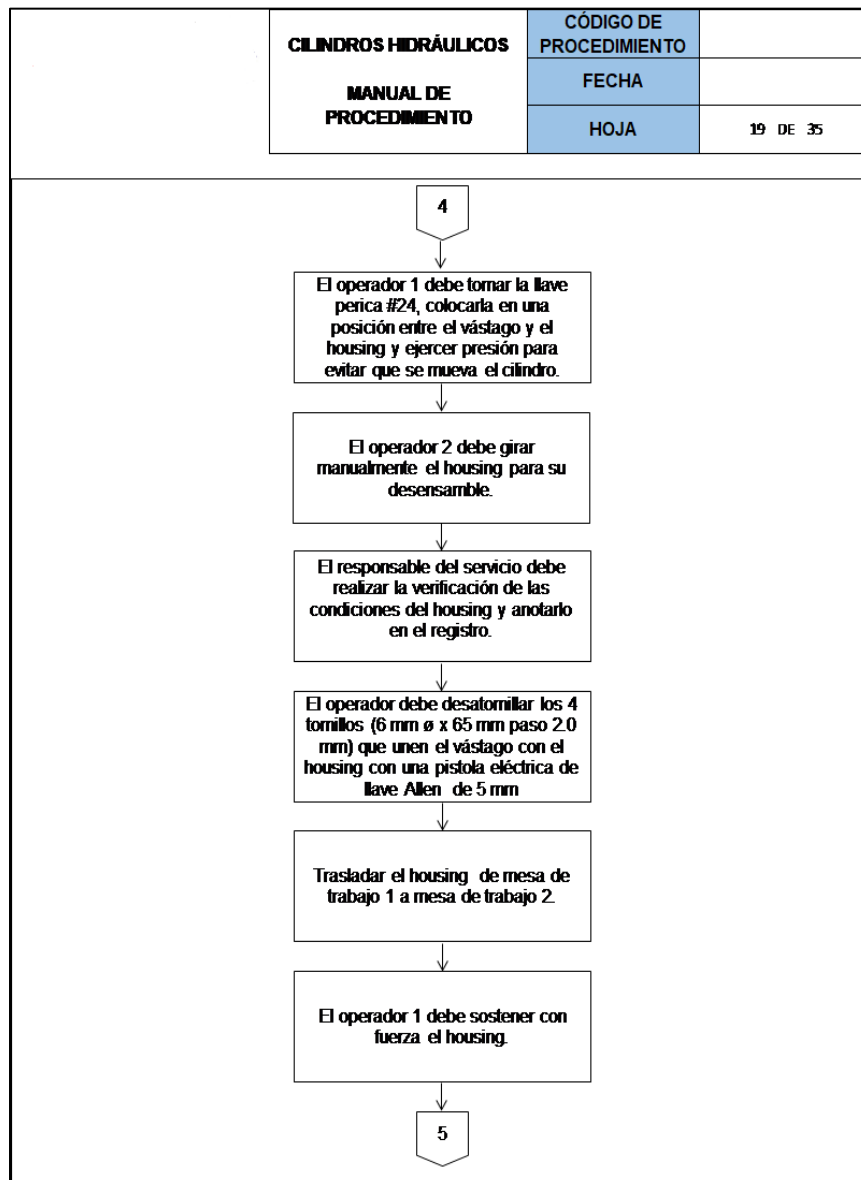 CILINDROS HIDRÁULICOS
MANUAL DE
PROCEDIMIENTO
CÓDIGO DE
PROCEDIMIENTO
FECHA
HOJA
19 DE 35
4
El operador 1 debe tomar la llave
perica #24, colocarla en una
posición entre el vástago y el
housing y ejercer presión para
evitar que se mueva el cilindro.
El operador 2 debe girar
manualmente el housing para su
desensamble.
El responsable del servicio debe
realizar la verificación de las
condiciones del housing y anotarlo
en el registro.
El operador debe desatornillar los 4
tornillos (6 mm ø x 65 mm paso 2.0
mm) que unen el vástago con el
housing con una pistola eléctrica de
llave Allen de 5 mm
Trasladar el housing de mesa de
trabajo 1 a mesa de trabajo 2.
El operador 1 debe sostener con
fuerza el housing.
5